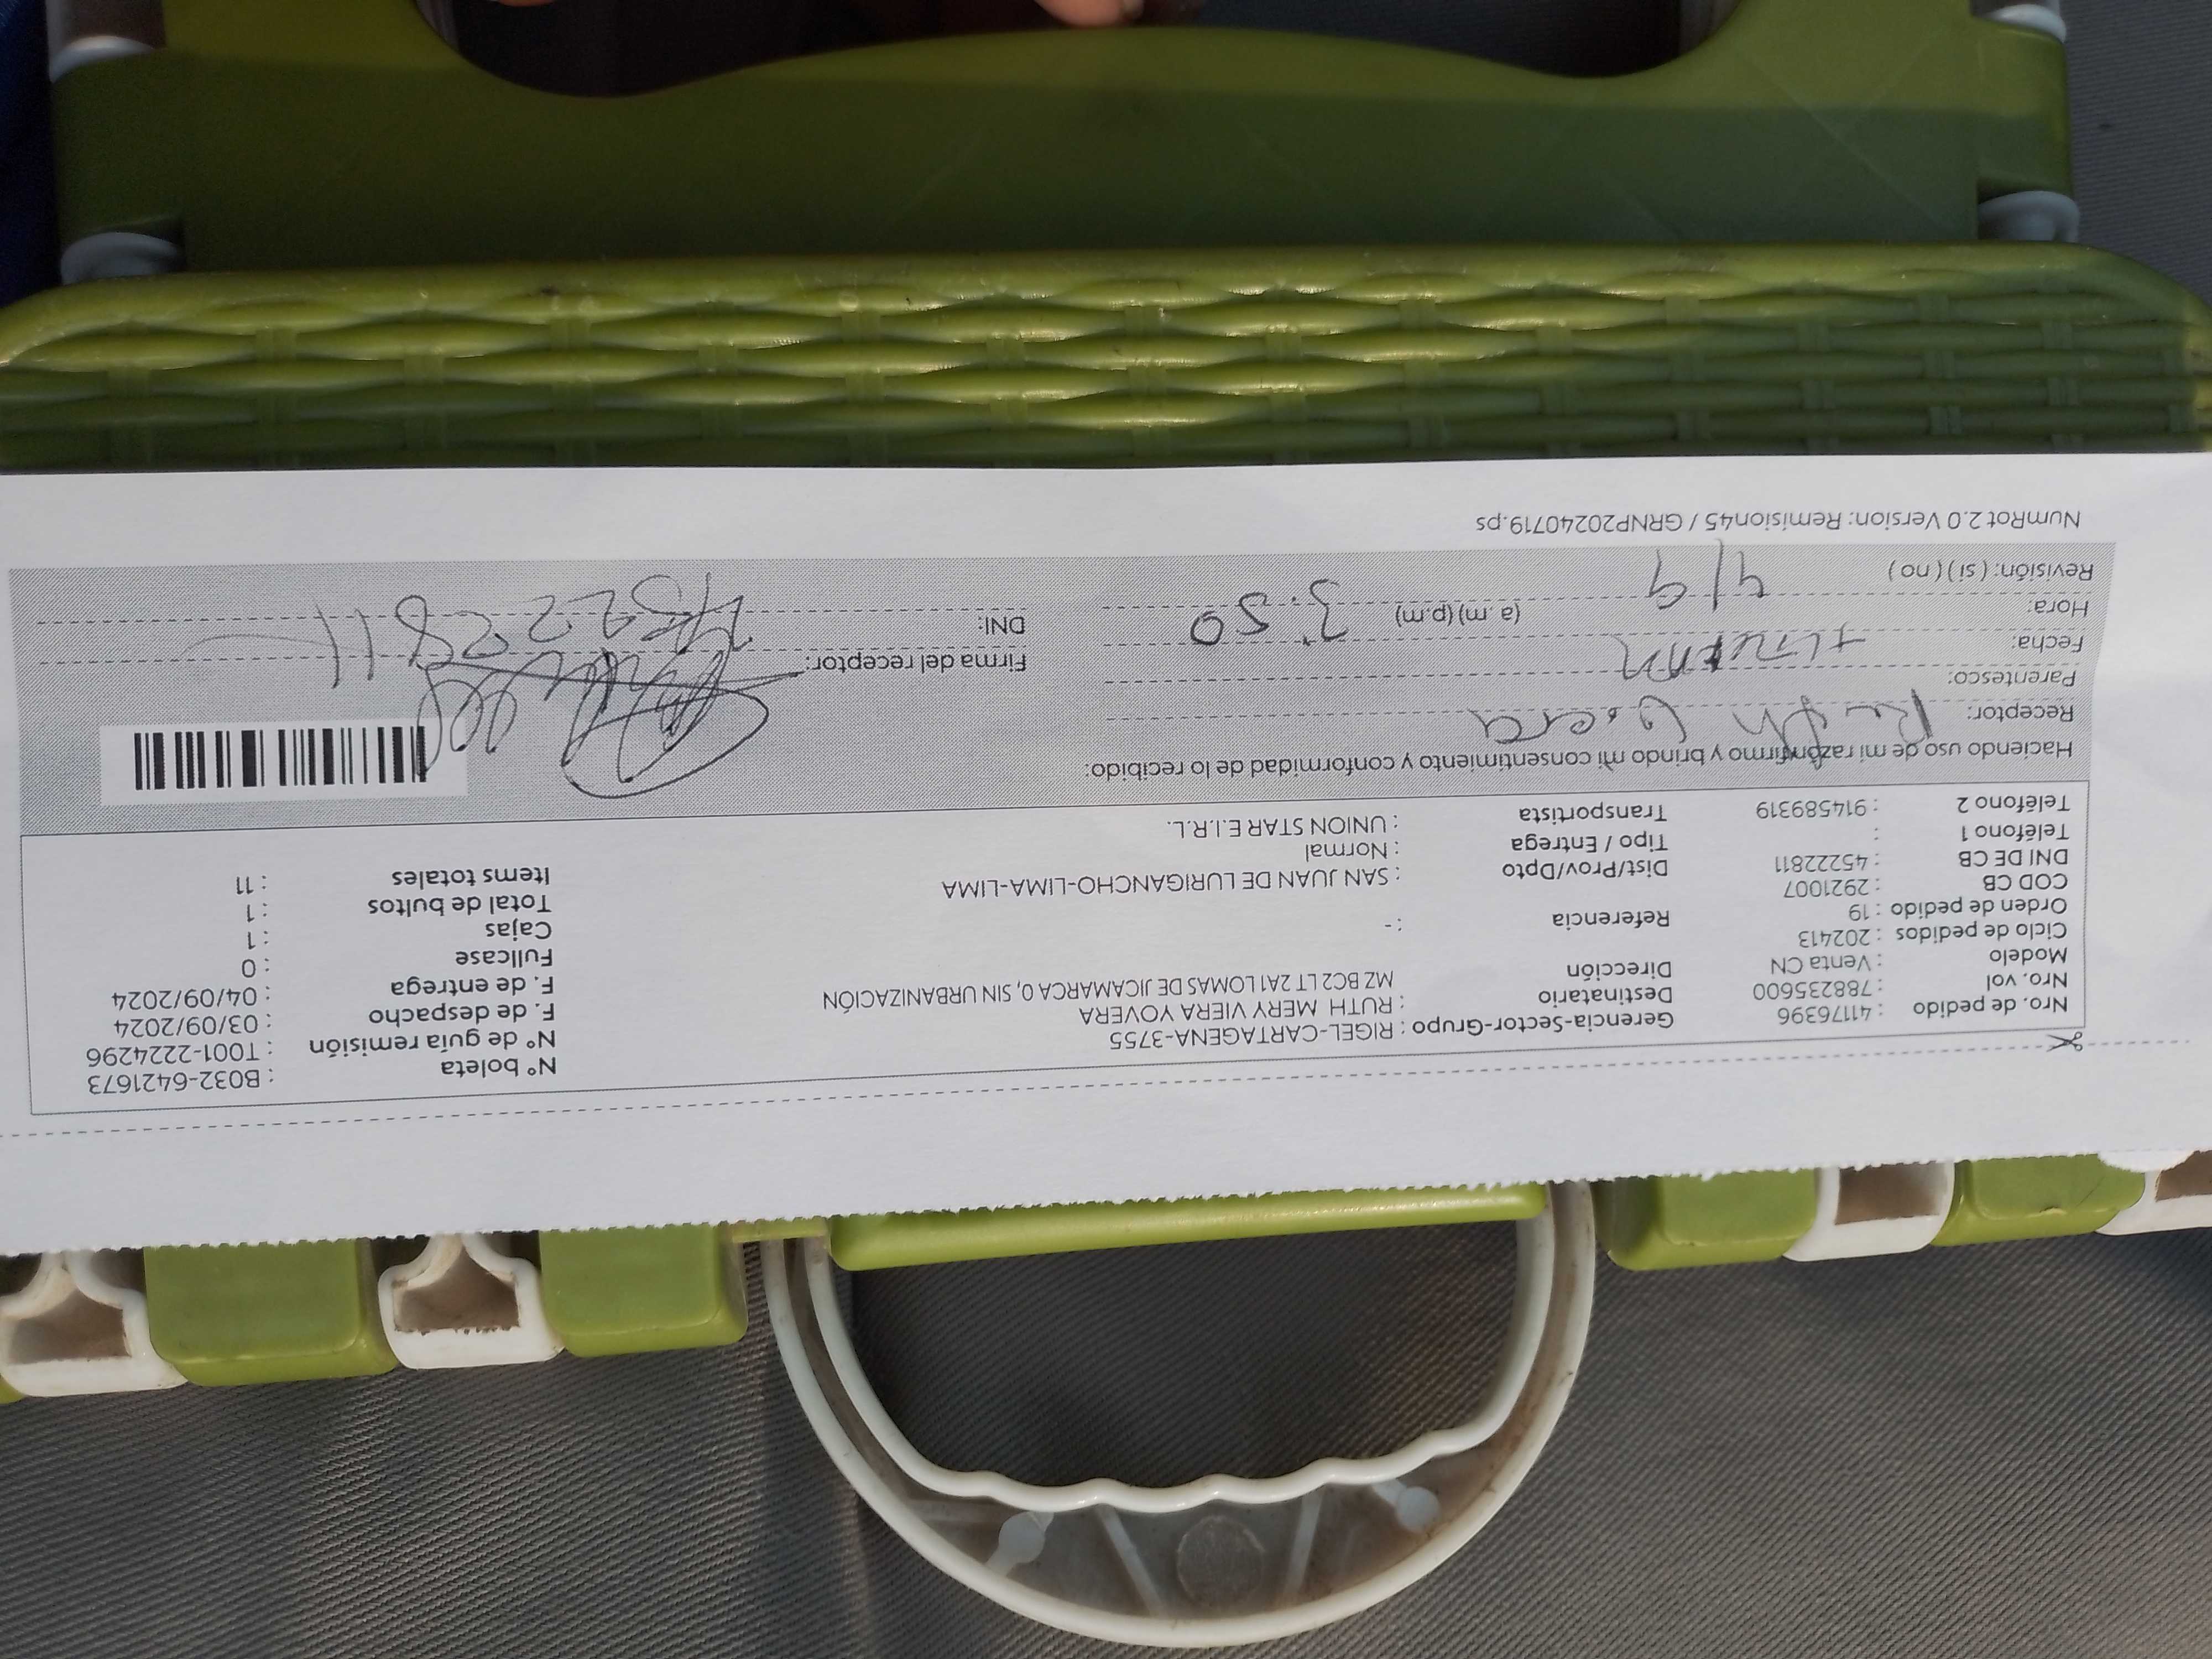 Nro. de pedido : 41176396 Gerencia-Sector-Grupo : RIGEL-CARTAGENA-3755 N° boleta : B032-6421673
Nro. vol : 788235600 Destinatario : RUTH MERY VIERA YOVERA N° de guía remisión : T001-2224296
Modelo : Venta CN Dirección MZ BC2 LT 2A1 LOMAS DE JICAMARCA 0, SIN URBANIZACIÓN F. de despacho : 03/09/2024
Ciclo de pedidos : 202413 F. de entrega : 04/09/2024
Orden de pedido : 19 Referencia : - Fullcase : 0
COD CB : 2921007 Cajas : 1
DNI DE CB : 45222811 Dist/Prov/Dpto : SAN JUAN DE LURIGANCHO-LIMA-LIMA Total de bultos : 1
Teléfono 1 : Tipo / Entrega : Normal Items totales : 11
Teléfono 2 : 914589319 Transportista : UNION STAR E.I.R.L.
Haciendo uso de mi razón firmo y brindo mi consentimiento y conformidad de lo recibido:
Receptor: Ruth
Parentesco: titular Firma del receptor:
Fecha: 4/9
Hora: 3:50 (a. m) (p.m) DNI: 45222811
Revisión: ( si ) ( no )
NumRot 2.0 Version: Remision45 / GRNP20240719.ps